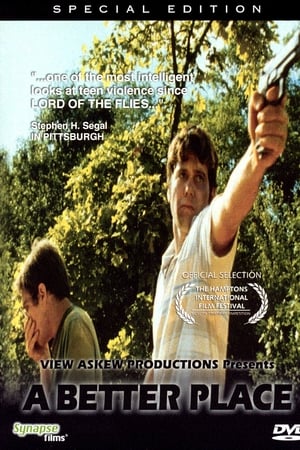 SPECIAL EDITION
"...one of the most intelligent
looks at teen violence since
LORD OF THE FLIES..."
Stephen H. Segal
IN PITTSBURGH
OFFICIAL SELECTION
THE HAMPTONS
INTERNATIONAL
FILM FESTIVAL
VIEW ASKEW PRODUCTIONS Presents
A BETTER PLACE
Synapse
films
DVD